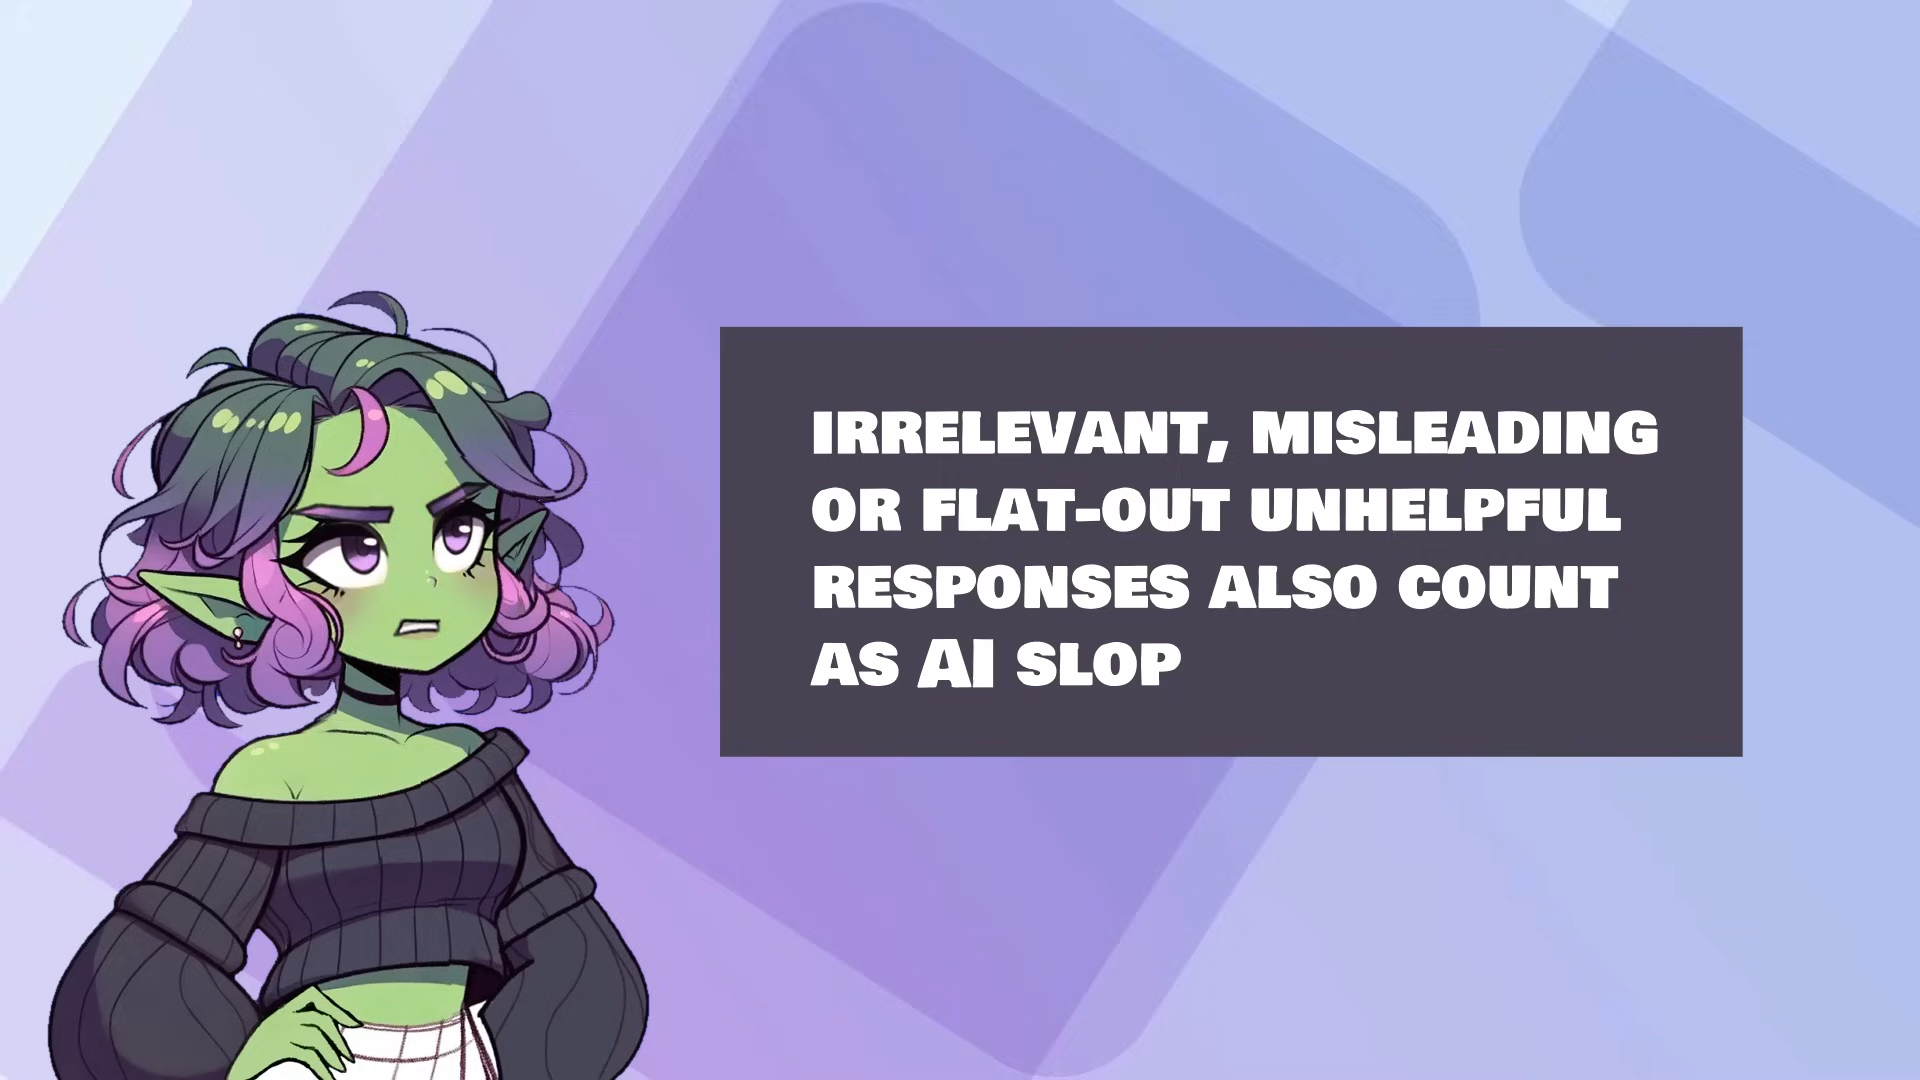 IRRELEVANT, MISLEADING
OR FLAT-OUT UNHELPFUL
RESPONSES ALSO COUNT
AS AI SLOP